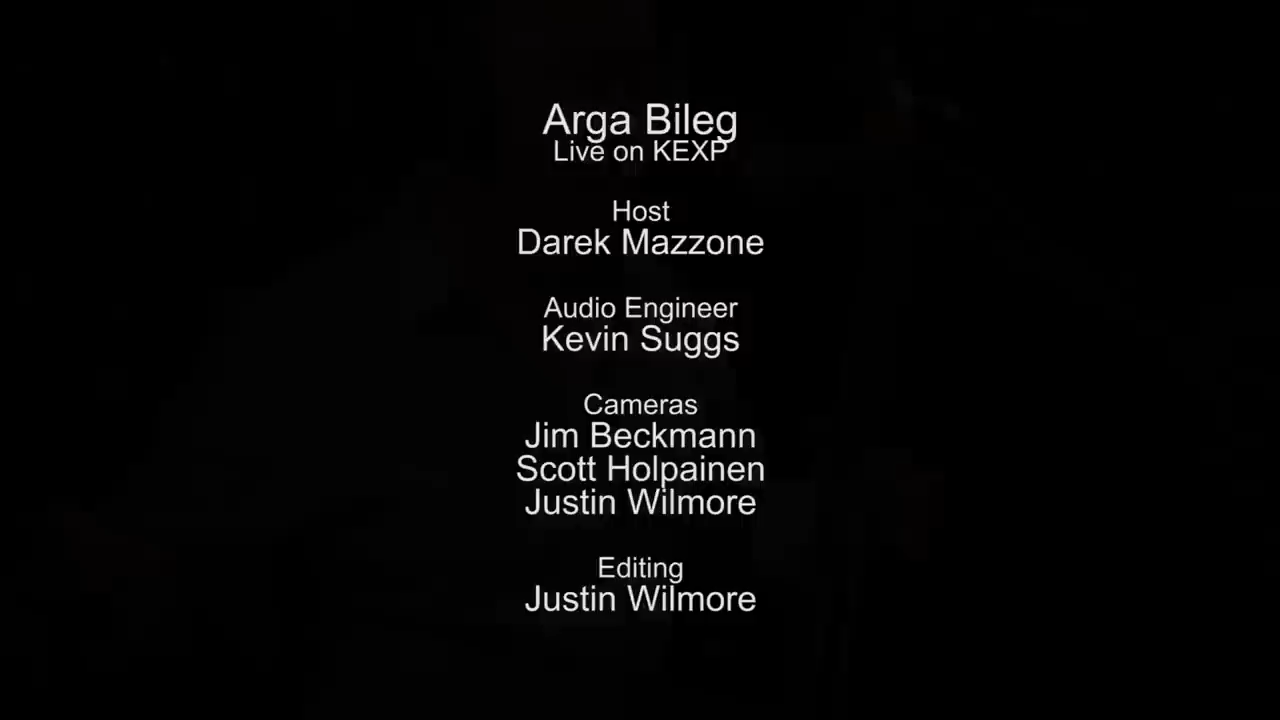 Arga Bileg
Live on KEXP
Host
Darek Mazzone
Audio Engineer
Kevin Suggs
Cameras
Jim Beckmann
Scott Holpainen
Justin Wilmore
Editing
Justin Wilmore